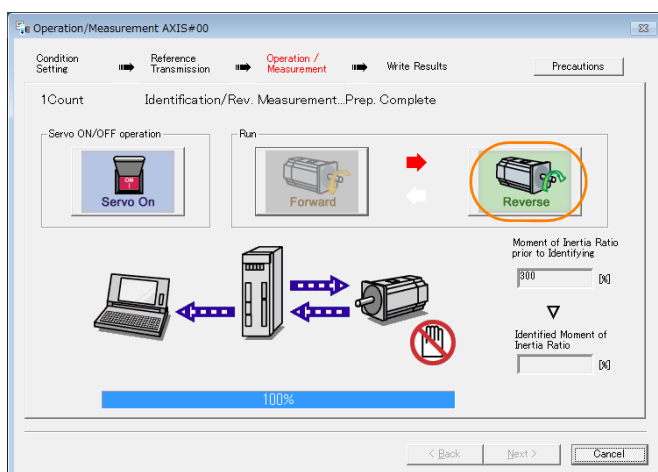 Operation/Measurement AXIS#00
Condition Setting
Reference Transmission
Operation / Measurement
Write Results
Precautions
1Count Identification/Rev. Measurement...Prep. Complete
Servo ON/OFF operation
Run
ON
I
Servo On
Forward
Reverse
Moment of Inertia Ratio
prior to Identifying
300 [%]
Identified Moment of
Inertia Ratio
[%]
100%
< Back
Next >
Cancel